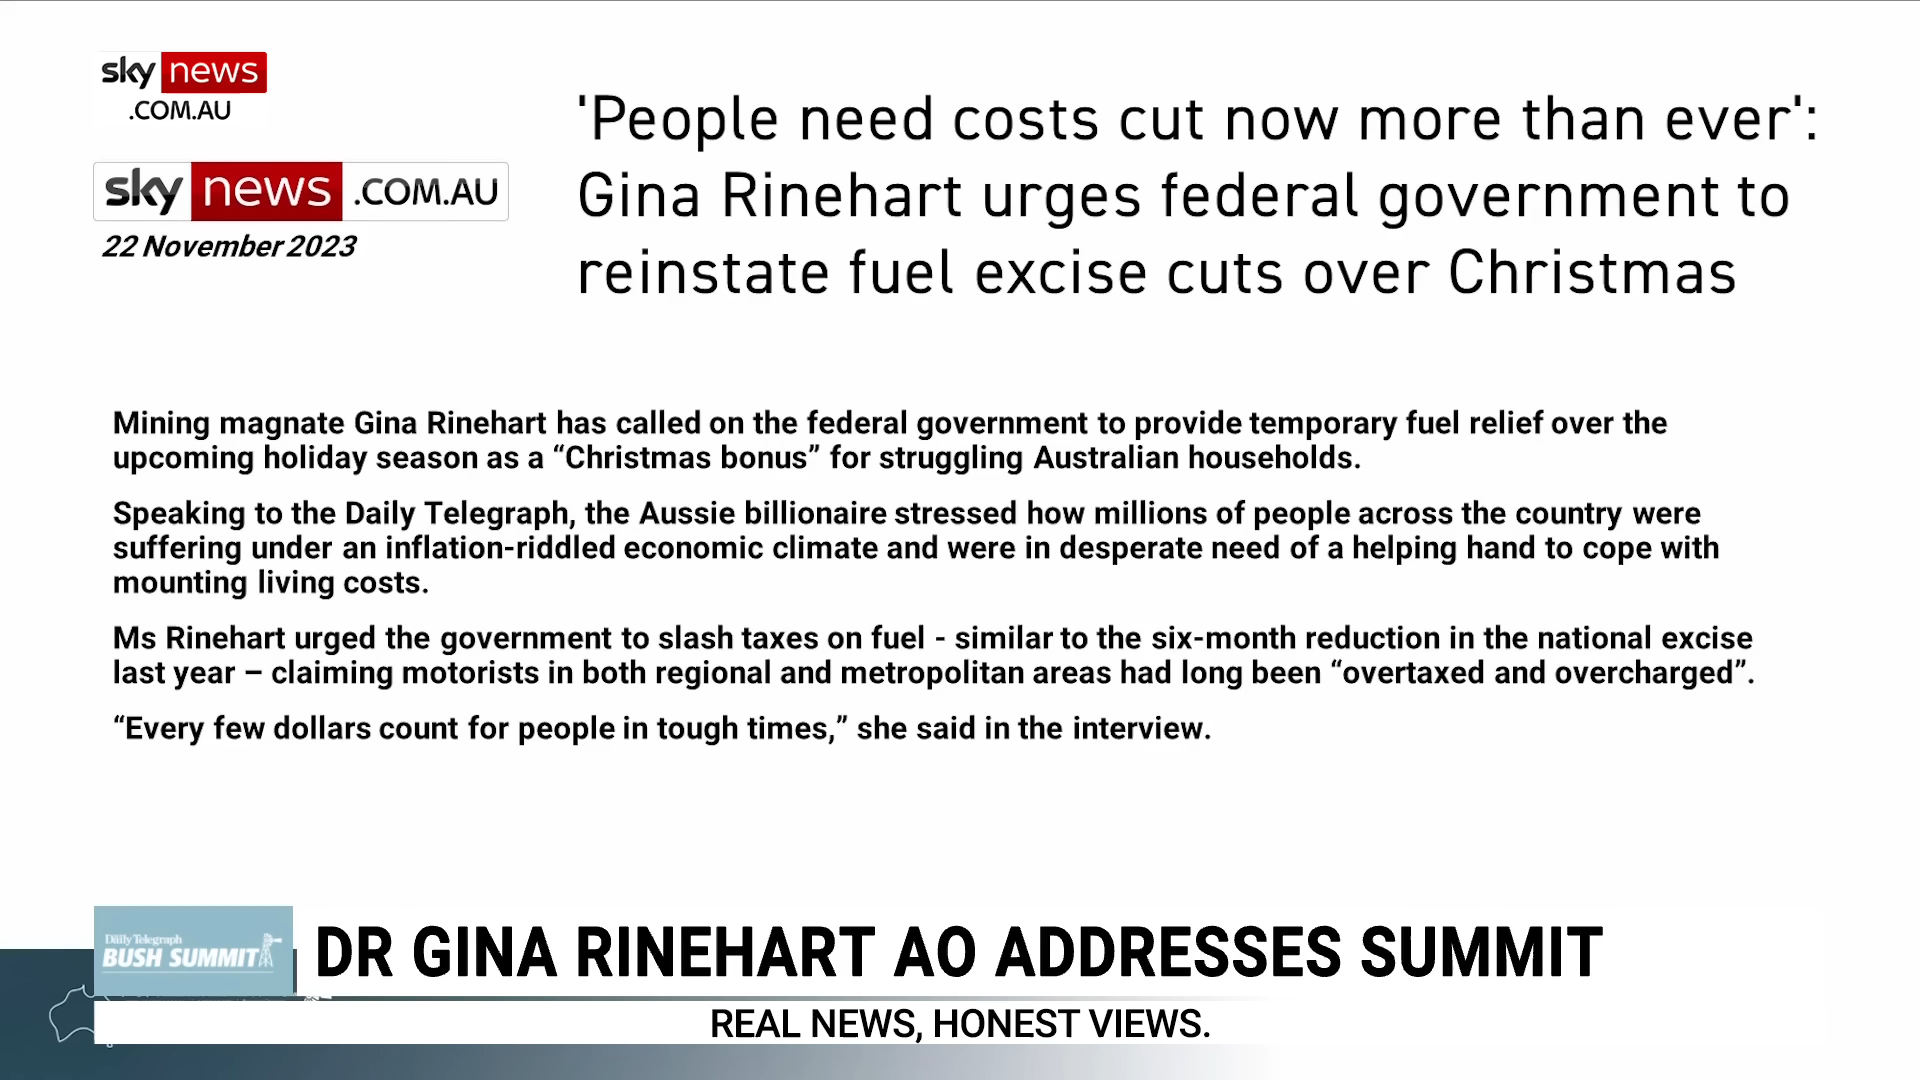 sky news
.COM.AU
sky news .COM.AU
22 November 2023
'People need costs cut now more than ever':
Gina Rinehart urges federal government to
reinstate fuel excise cuts over Christmas
Mining magnate Gina Rinehart has called on the federal government to provide temporary fuel relief over the
upcoming holiday season as a “Christmas bonus” for struggling Australian households.
Speaking to the Daily Telegraph, the Aussie billionaire stressed how millions of people across the country were
suffering under an inflation-riddled economic climate and were in desperate need of a helping hand to cope with
mounting living costs.
Ms Rinehart urged the government to slash taxes on fuel - similar to the six-month reduction in the national excise
last year – claiming motorists in both regional and metropolitan areas had long been “overtaxed and overcharged”.
“Every few dollars count for people in tough times,” she said in the interview.
Daily Telegraph
BUSH SUMMIT
DR GINA RINEHART AO ADDRESSES SUMMIT
REAL NEWS, HONEST VIEWS.